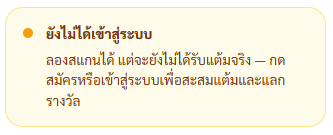 ยังไม่ได้เข้าสู่ระบบ
ลองสแกนได้ แต่จะยังไม่ได้รับแต้มจริง — กด
สมัครหรือเข้าสู่ระบบเพื่อสะสมแต้มและแลก
รางวัล